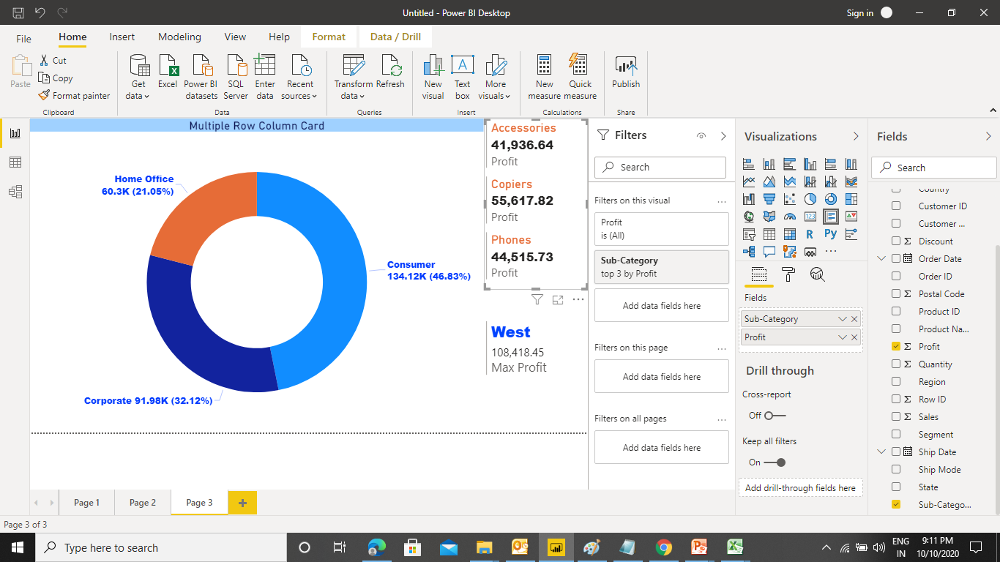 Untitled - Power BI Desktop
Sign in
File
Home
Insert
Modeling
View
Help
Format
Data / Drill
Paste
Cut
Copy
Format painter
Clipboard
Get
data
Excel
Power BI
datasets
SQL
Server
Enter
data
Recent
sources
Data
Transform
data
Refresh
Queries
New
visual
A
Text
box
More
visuals
Insert
New
measure
Quick
measure
Calculations
Publish
Share
Multiple Row Column Card
Home Office
60.3K (21.05%)
Consumer
134.12K (46.83%)
Corporate 91.98K (32.12%)
Accessories
41,936.64
Profit
Copiers
55,617.82
Profit
Phones
44,515.73
Profit
West
108,418.45
Max Profit
Filters
Search
Filters on this visual
Profit
is (All)
Sub-Category
top 3 by Profit
Add data fields here
Filters on this page
Add data fields here
Filters on all pages
Add data fields here
Visualizations
123
R
Py
Fields
Sub-Category
Profit
Drill through
Cross-report
Off
Keep all filters
On
Add drill-through fields here
Fields
Search
Country
Customer ID
Customer ...
Σ Discount
Order Date
Order ID
Σ Postal Code
Product ID
Product Na...
Σ Profit
Σ Quantity
Region
Σ Row ID
Σ Sales
Segment
Ship Date
Ship Mode
State
Sub-Catego...
Page 1
Page 2
Page 3
Page 3 of 3
Type here to search
ENG
IN
9:11 PM
10/10/2020